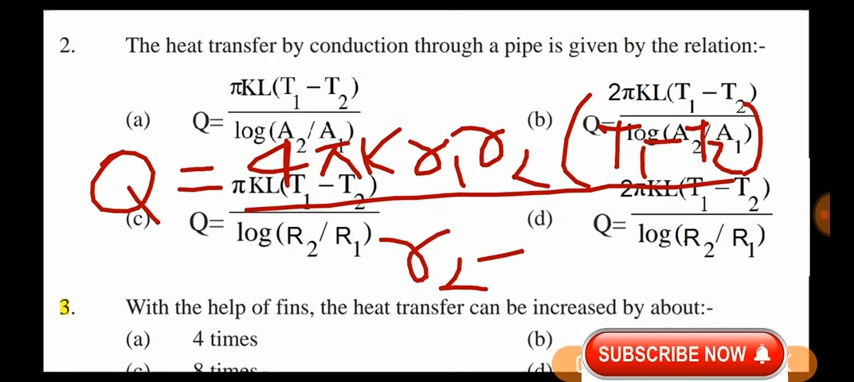 2. The heat transfer by conduction through a pipe is given by the relation:-
(a) Q= πKL(T1 – T2) / log(A2/A1) (b) Q= 2πKL(T1 – T2) / log(A2/A1)
Q = 4πK r1 r2 (T1 - T2) / r2 -
(c) Q= πKL(T1 – T2) / log(R2/ R1) (d) Q= 2πKL(T1 – T2) / log(R2/ R1)
3. With the help of fins, the heat transfer can be increased by about:-
(a) 4 times (b)
(c) 8 times (d)
SUBSCRIBE NOW